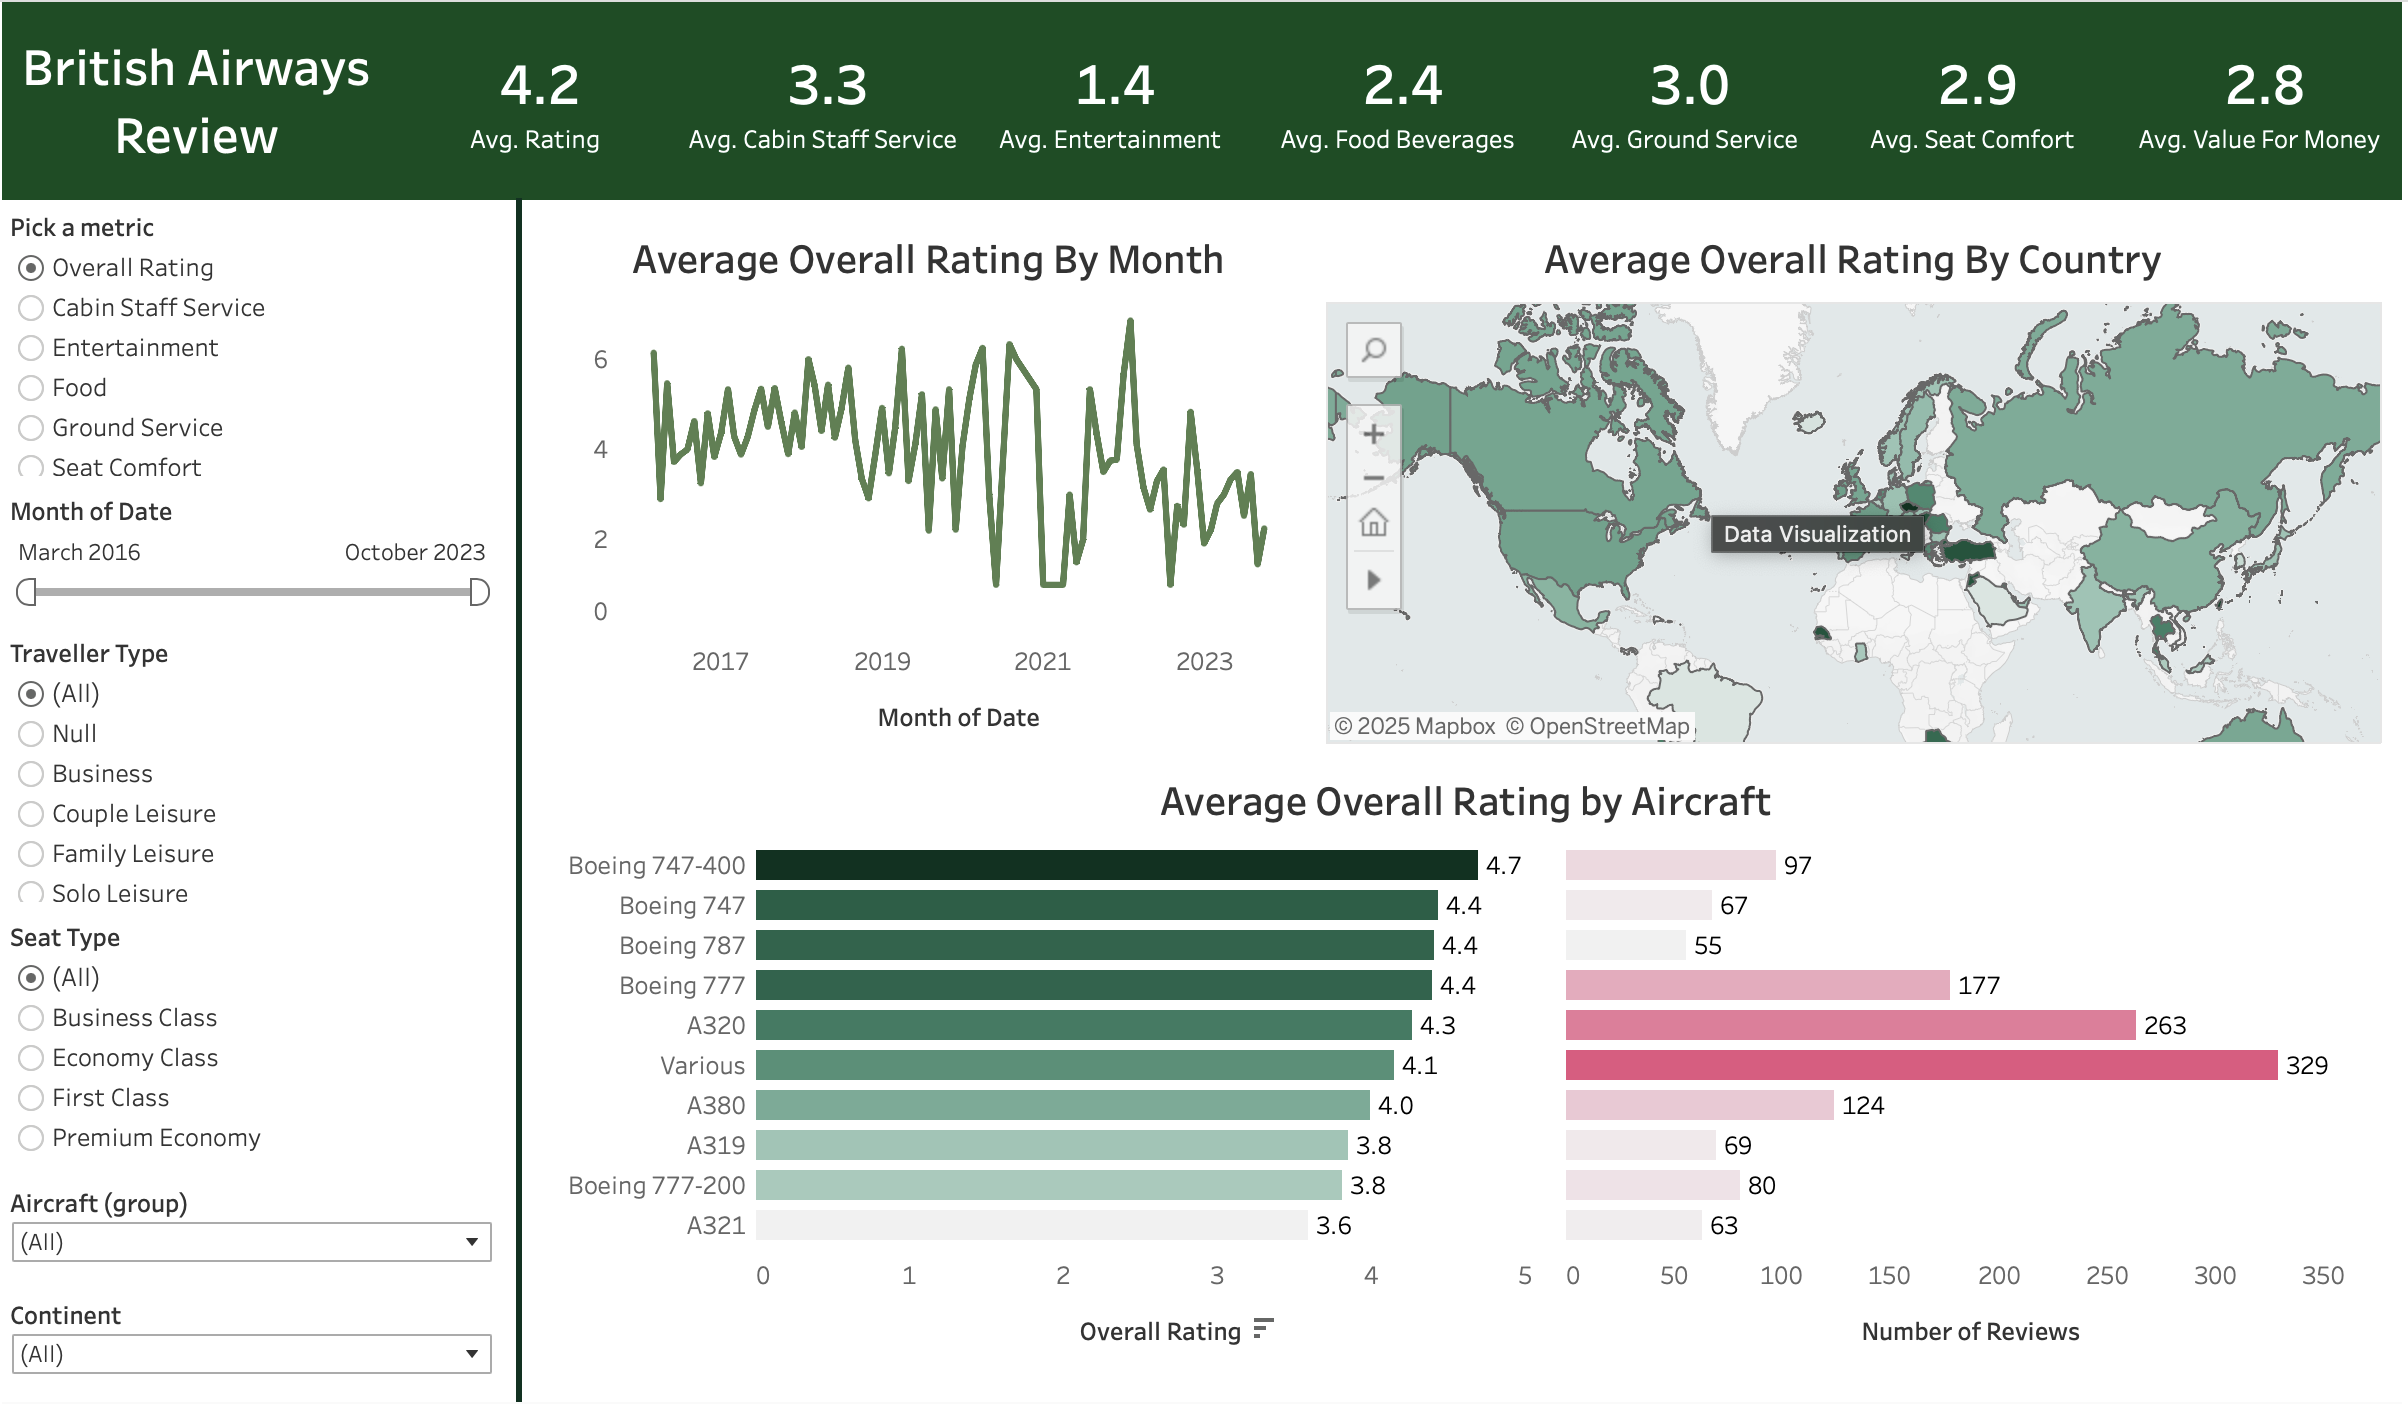 British Airways
Review
4.2
Avg. Rating
3.3
Avg. Cabin Staff Service
1.4
Avg. Entertainment
2.4
Avg. Food Beverages
3.0
Avg. Ground Service
2.9
Avg. Seat Comfort
2.8
Avg. Value For Money
Pick a metric
Overall Rating
Cabin Staff Service
Entertainment
Food
Ground Service
Seat Comfort
Month of Date
March 2016 October 2023
Traveller Type
(All)
Null
Business
Couple Leisure
Family Leisure
Solo Leisure
Seat Type
(All)
Business Class
Economy Class
First Class
Premium Economy
Aircraft (group)
(All)
Continent
(All)
Average Overall Rating By Month
6
4
2
0
2017 2019 2021 2023
Month of Date
Average Overall Rating By Country
Data Visualization
© 2025 Mapbox © OpenStreetMap
Average Overall Rating by Aircraft
Boeing 747-400 4.7 97
Boeing 747 4.4 67
Boeing 787 4.4 55
Boeing 777 4.4 177
A320 4.3 263
Various 4.1 329
A380 4.0 124
A319 3.8 69
Boeing 777-200 3.8 80
A321 3.6 63
0 1 2 3 4 5 0 50 100 150 200 250 300 350
Overall Rating Number of Reviews